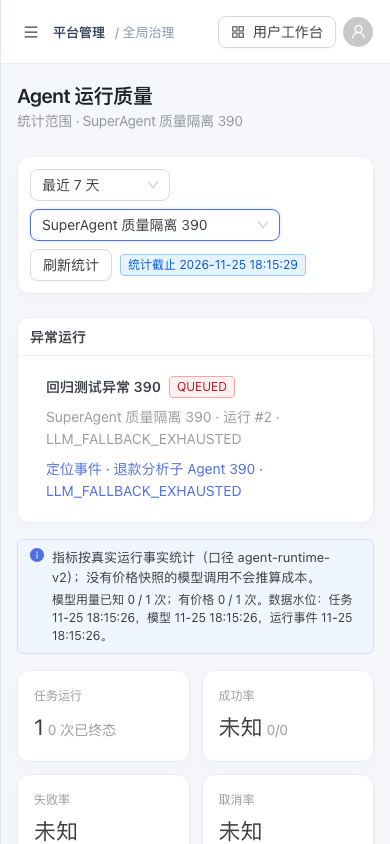 平台管理 / 全局治理 用户工作台
Agent 运行质量
统计范围 · SuperAgent 质量隔离 390
最近 7 天
SuperAgent 质量隔离 390
刷新统计 统计截止 2026-11-25 18:15:29
异常运行
回归测试异常 390 QUEUED
SuperAgent 质量隔离 390 · 运行 #2 ·
LLM_FALLBACK_EXHAUSTED
定位事件 · 退款分析子 Agent 390 ·
LLM_FALLBACK_EXHAUSTED
指标按真实运行事实统计（口径 agent-runtime-
v2）；没有价格快照的模型调用不会推算成本。
模型用量已知 0 / 1 次；有价格 0 / 1 次。数据水位：任务
11-25 18:15:26，模型 11-25 18:15:26，运行事件 11-25
18:15:26。
任务运行 成功率
1 0 次已终态 未知 0/0
失败率 取消率
未知 未知